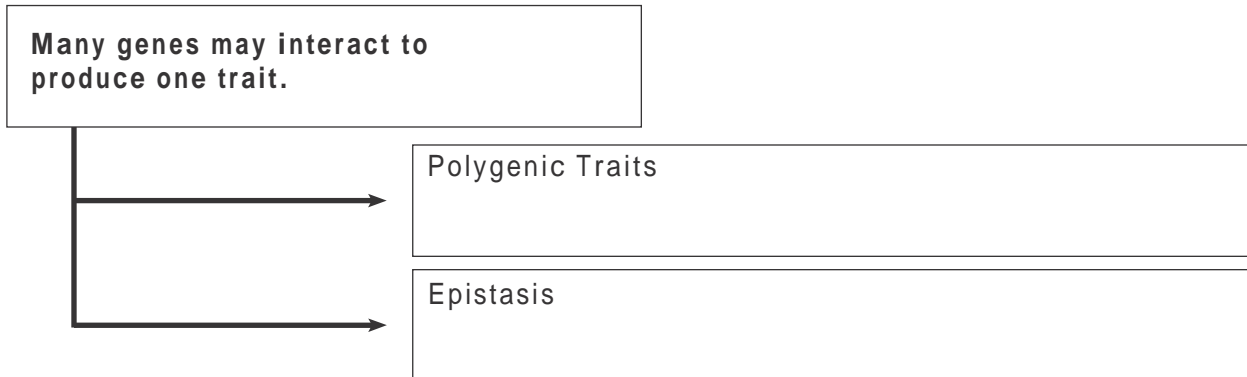 Many genes may interact to
produce one trait.
Polygenic Traits
Epistasis